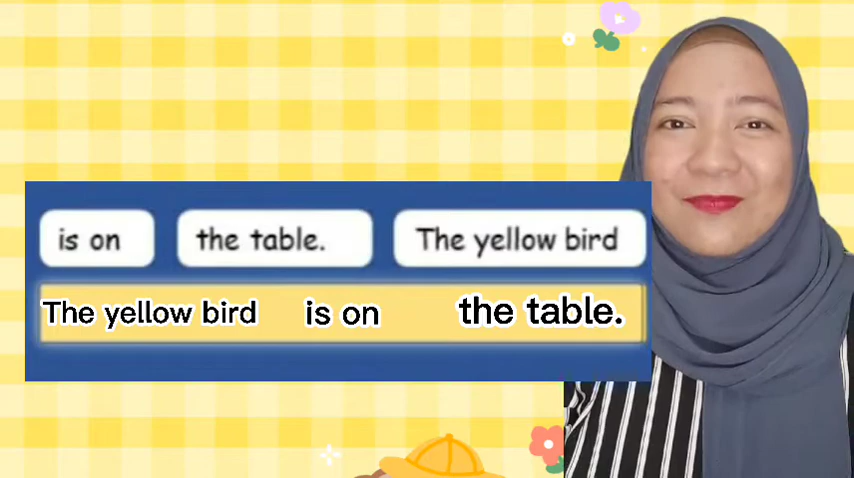 is on the table. The yellow bird
The yellow bird is on the table.